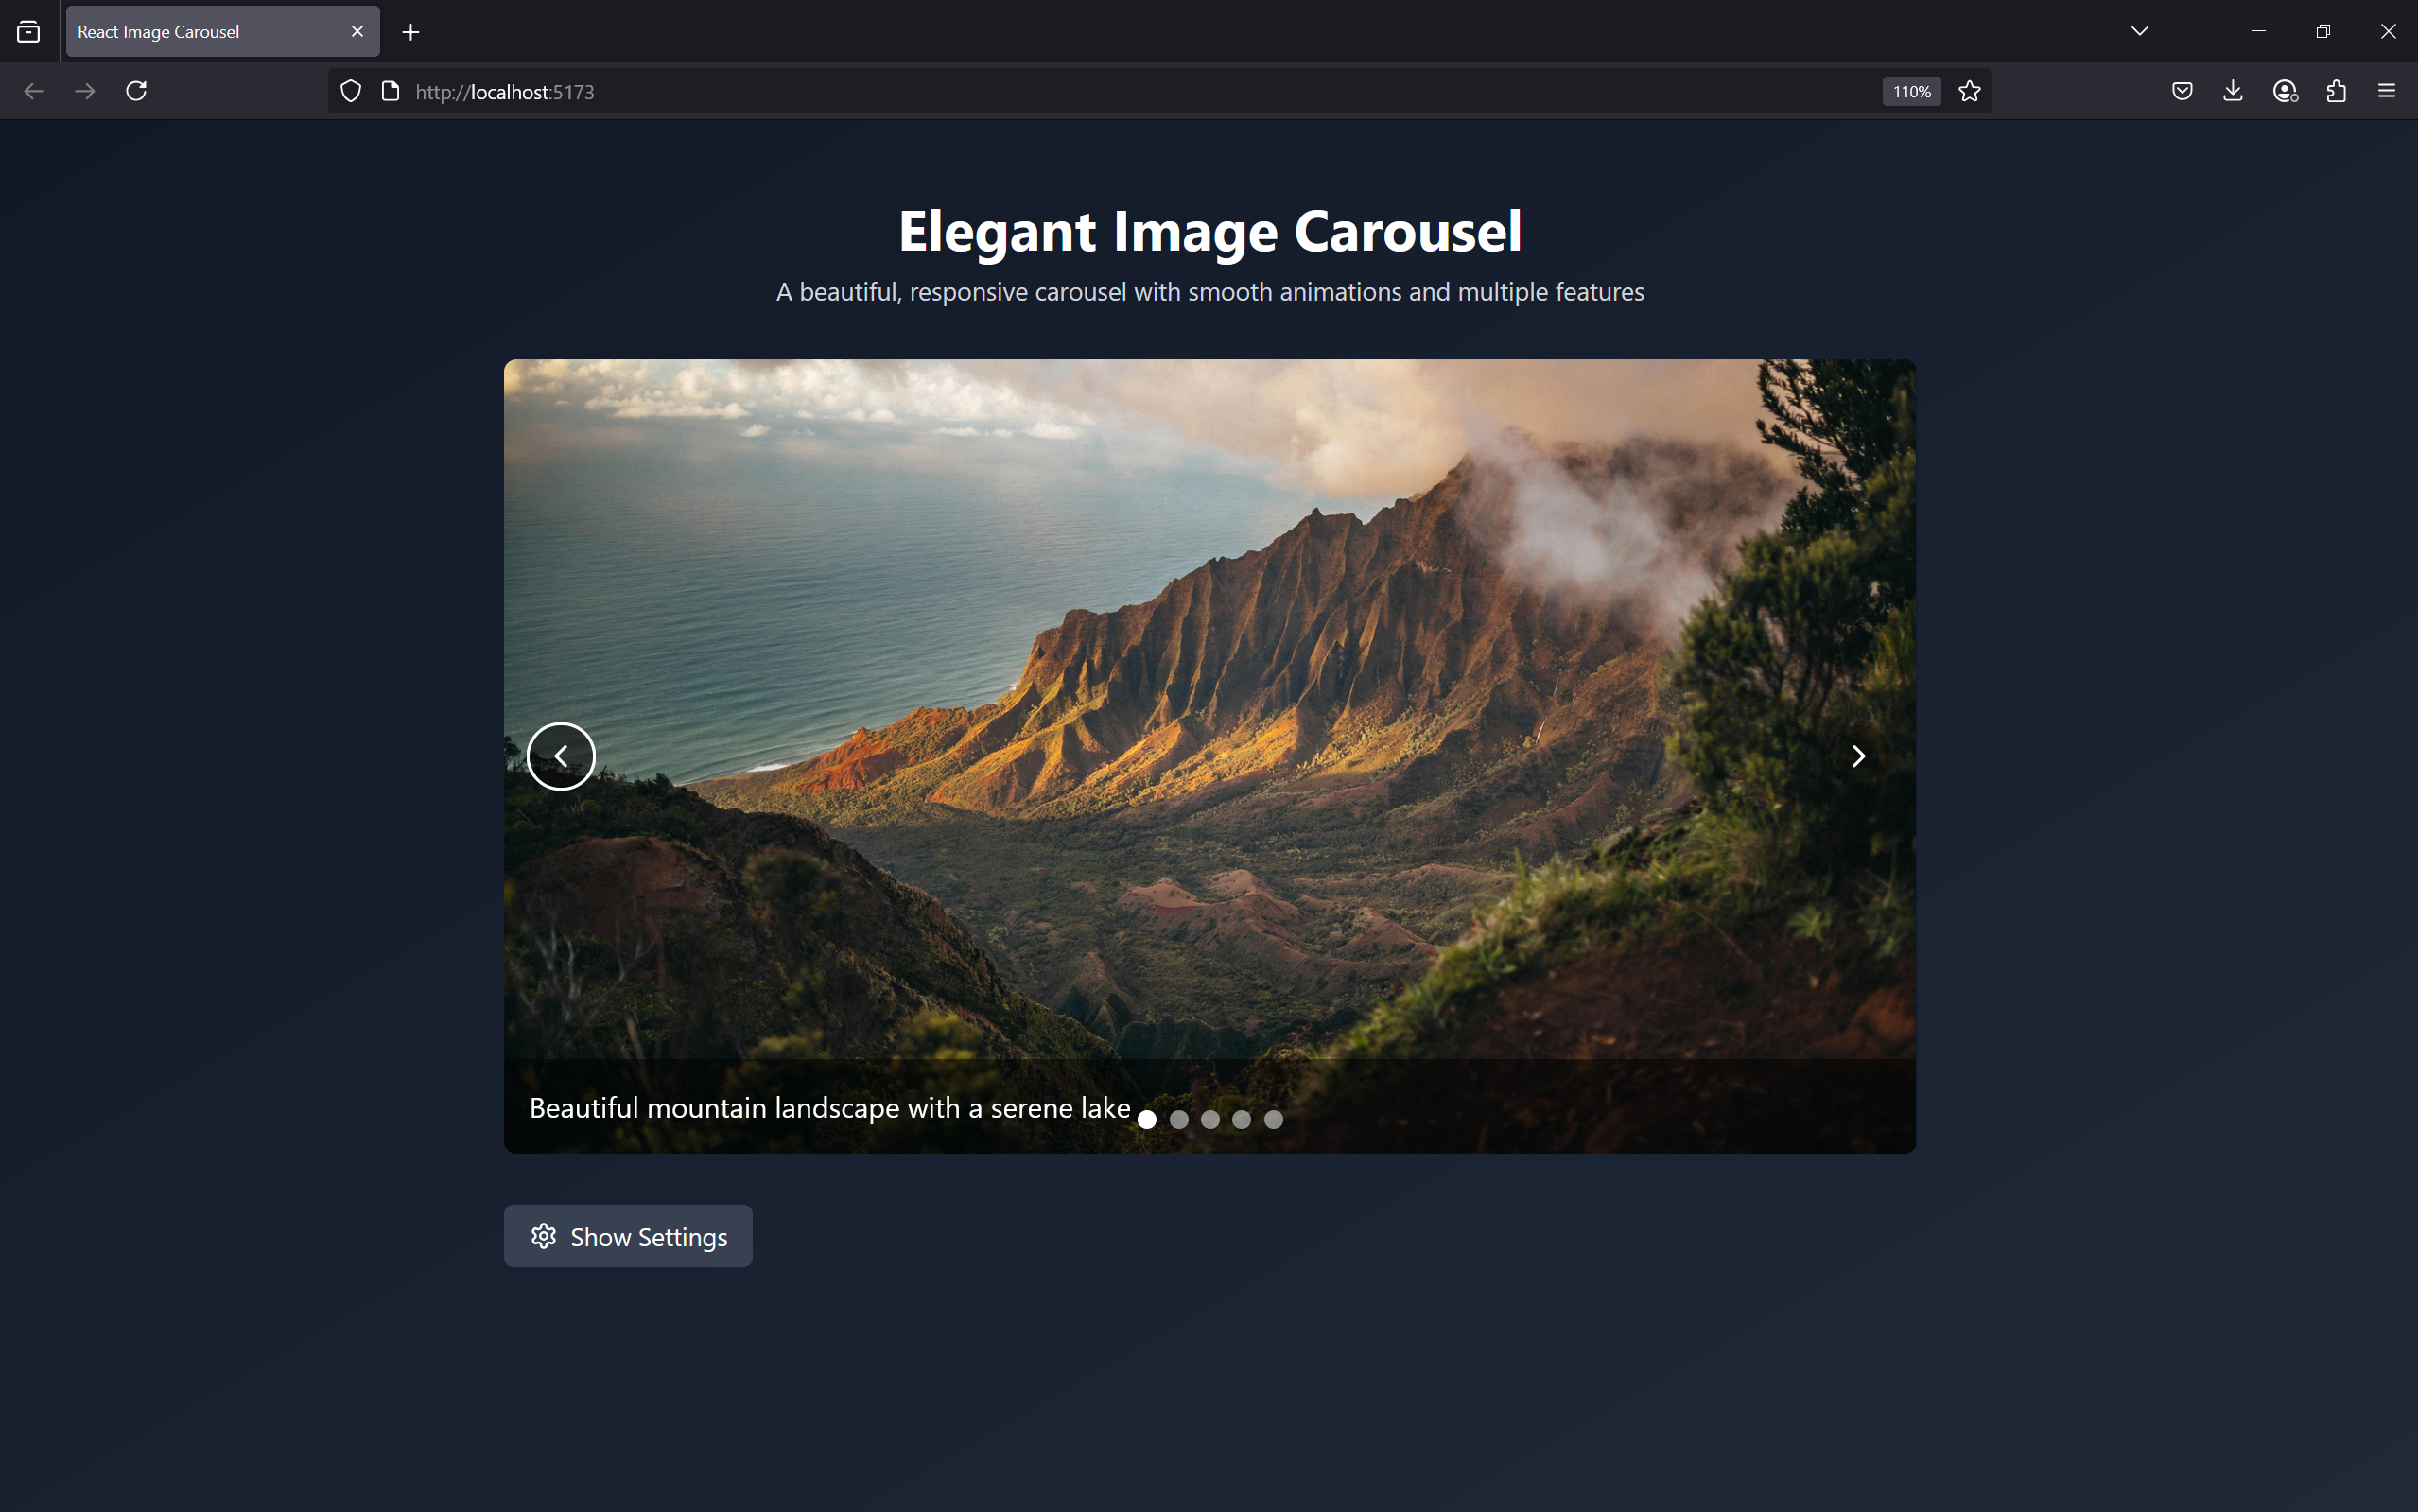 React Image Carousel
http://localhost:5173
110%
Elegant Image Carousel
A beautiful, responsive carousel with smooth animations and multiple features
Beautiful mountain landscape with a serene lake
Show Settings